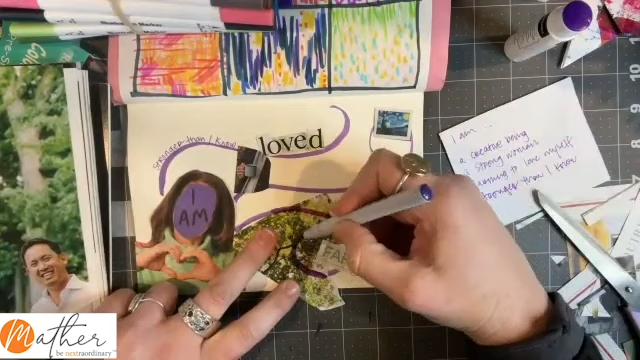 stronger than I know
loved
I
AM
I am ...
a creative being
a strong woman
learning to love myself
stronger than I know
10
Mather
be nextraordinary